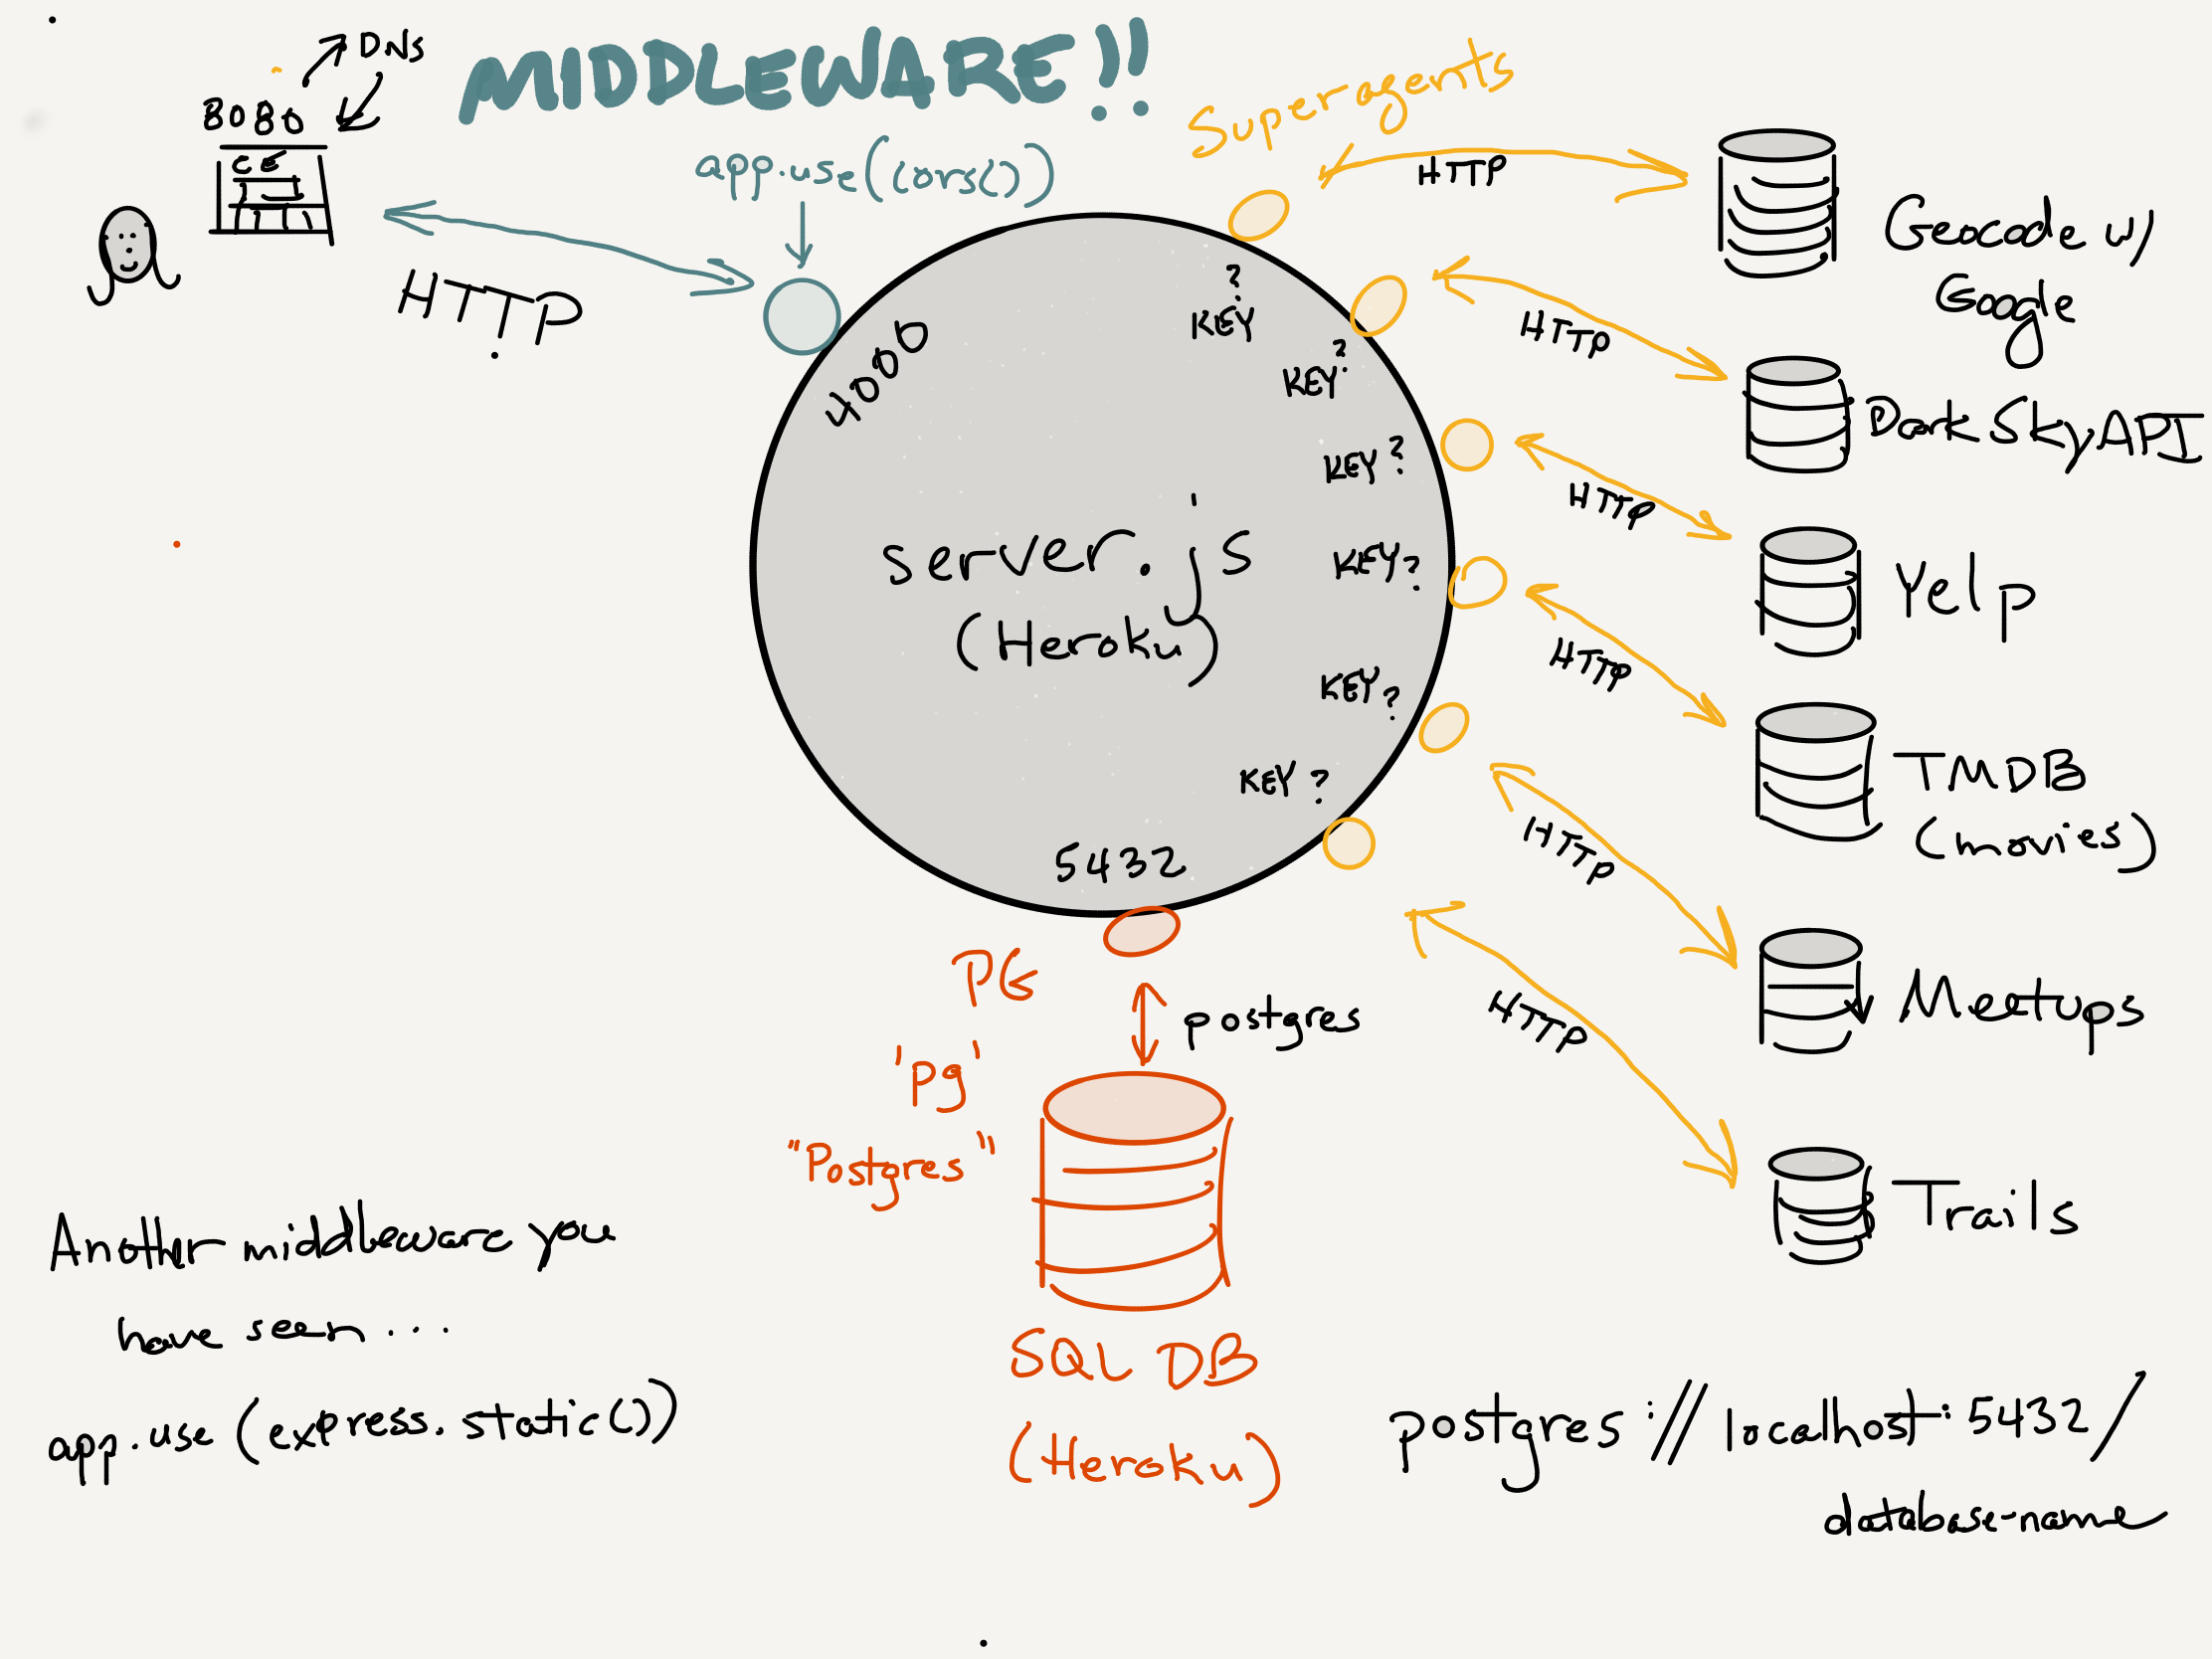 DNS
MIDDLEWARE!!
8080
app.use(cors())
HTTP
Superagents
HTTP
Geocode w/
Google
HTTP
Dark Sky API
HTTP
Yelp
HTTP
TMDB
(movies)
HTTP
Meetups
HTTP
Trails
4000
KEY?
KEY?
KEY?
KEY?
KEY?
KEY?
server.js
(Heroku)
5432
PG
'pg'
"Postgres"
postgres
SQL DB
(Heroku)
Another middleware you
have seen...
app.use(express.static())
postgres://localhost:5432/
database-name